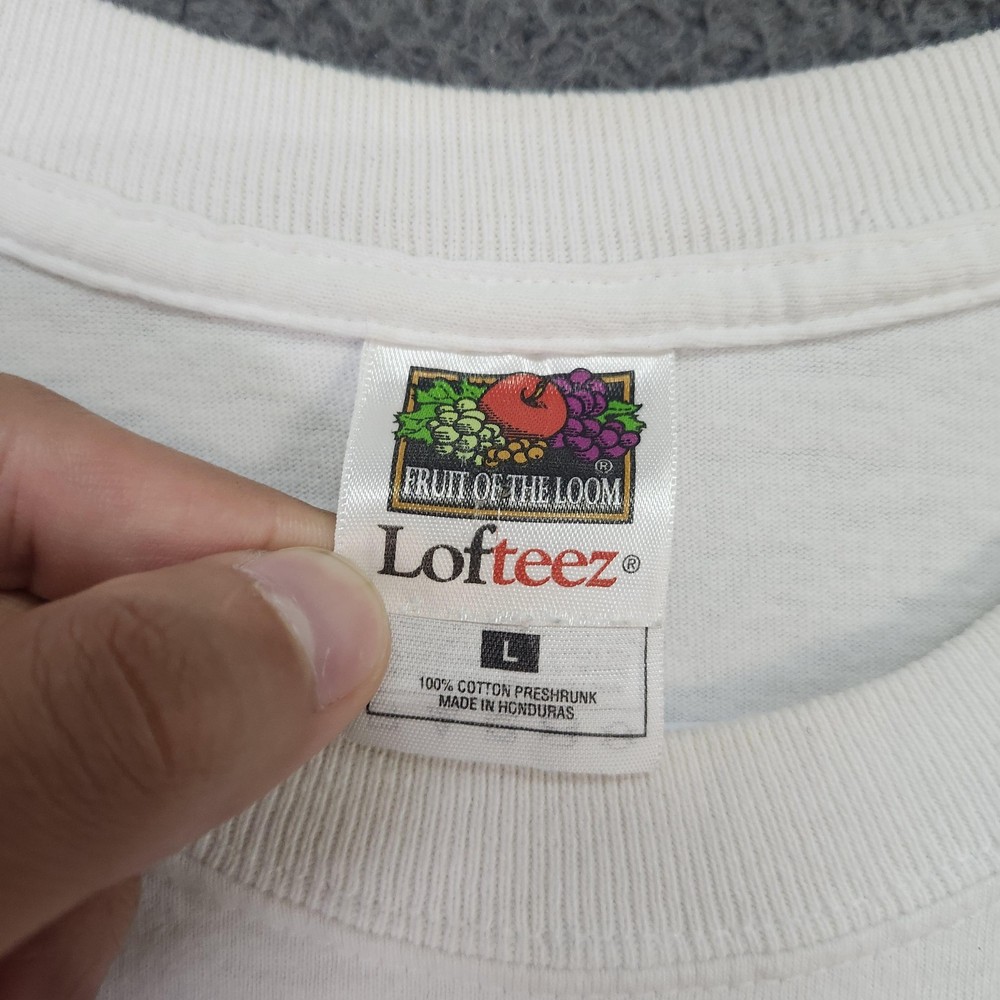 ®
FRUIT OF THE LOOM
Lofteez®
L
100% COTTON PRESHRUNK
MADE IN HONDURAS